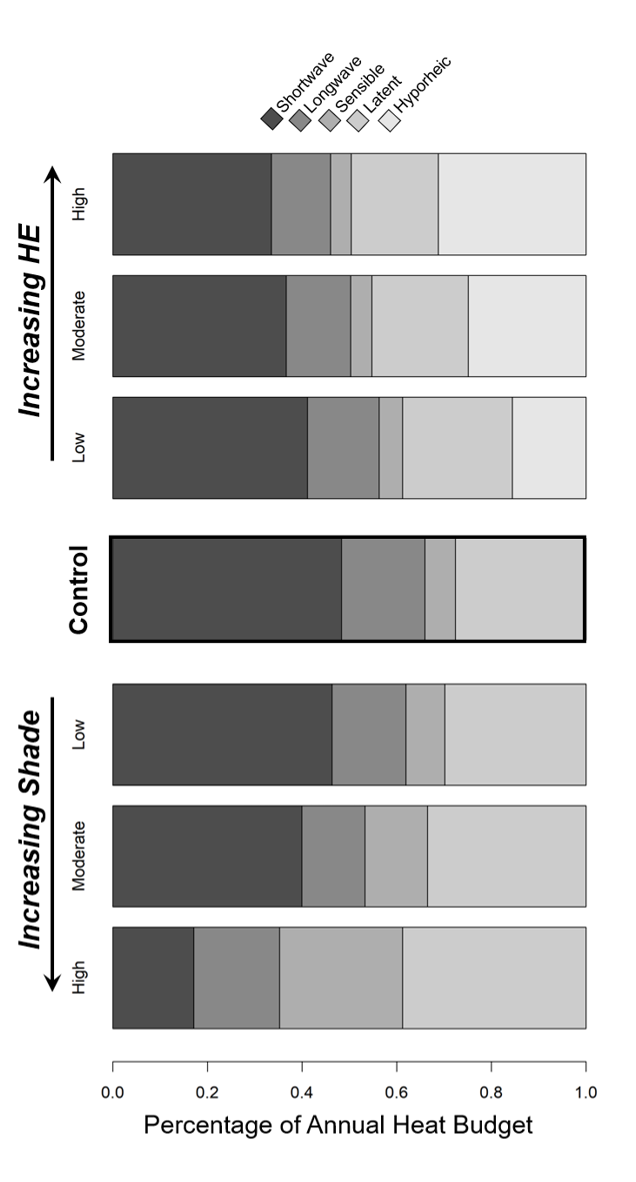 Shortwave
Longwave
Sensible
Latent
Hyporheic
Increasing HE
High
Moderate
Low
Control
Increasing Shade
Low
Moderate
High
0.0 0.2 0.4 0.6 0.8 1.0
Percentage of Annual Heat Budget